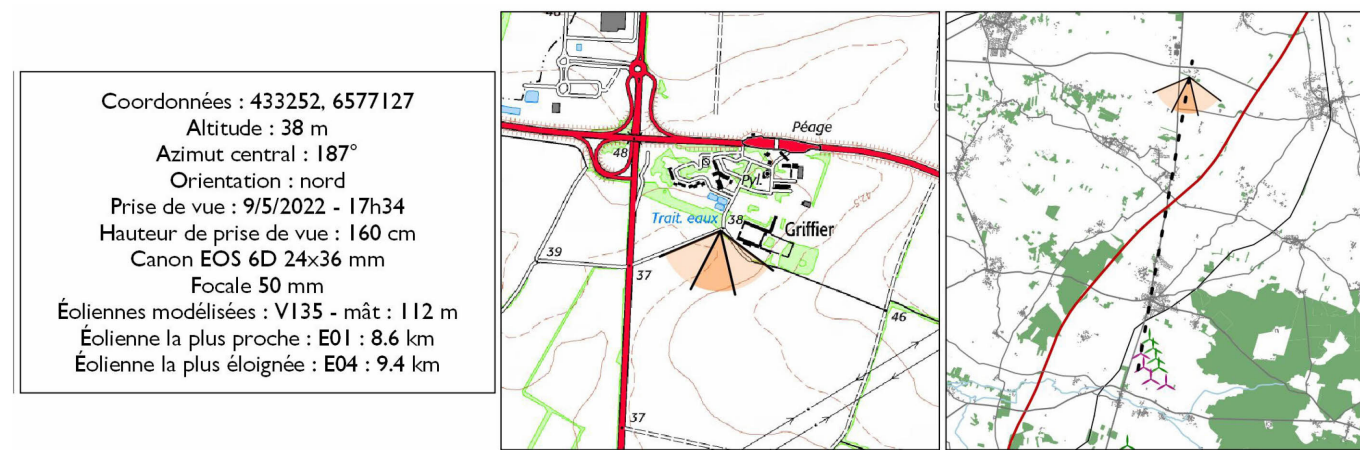 Coordonnées : 433252, 6577127
Altitude : 38 m
Azimut central : 187°
Orientation : nord
Prise de vue : 9/5/2022 - 17h34
Hauteur de prise de vue : 160 cm
Canon EOS 6D 24x36 mm
Focale 50 mm
Éoliennes modélisées : V135 - mât : 112 m
Éolienne la plus proche : E01 : 8.6 km
Éolienne la plus éloignée : E04 : 9.4 km
Péage
48
Pyl.
42,5
Trait. eaux
38
Griffier
39
37
46
37